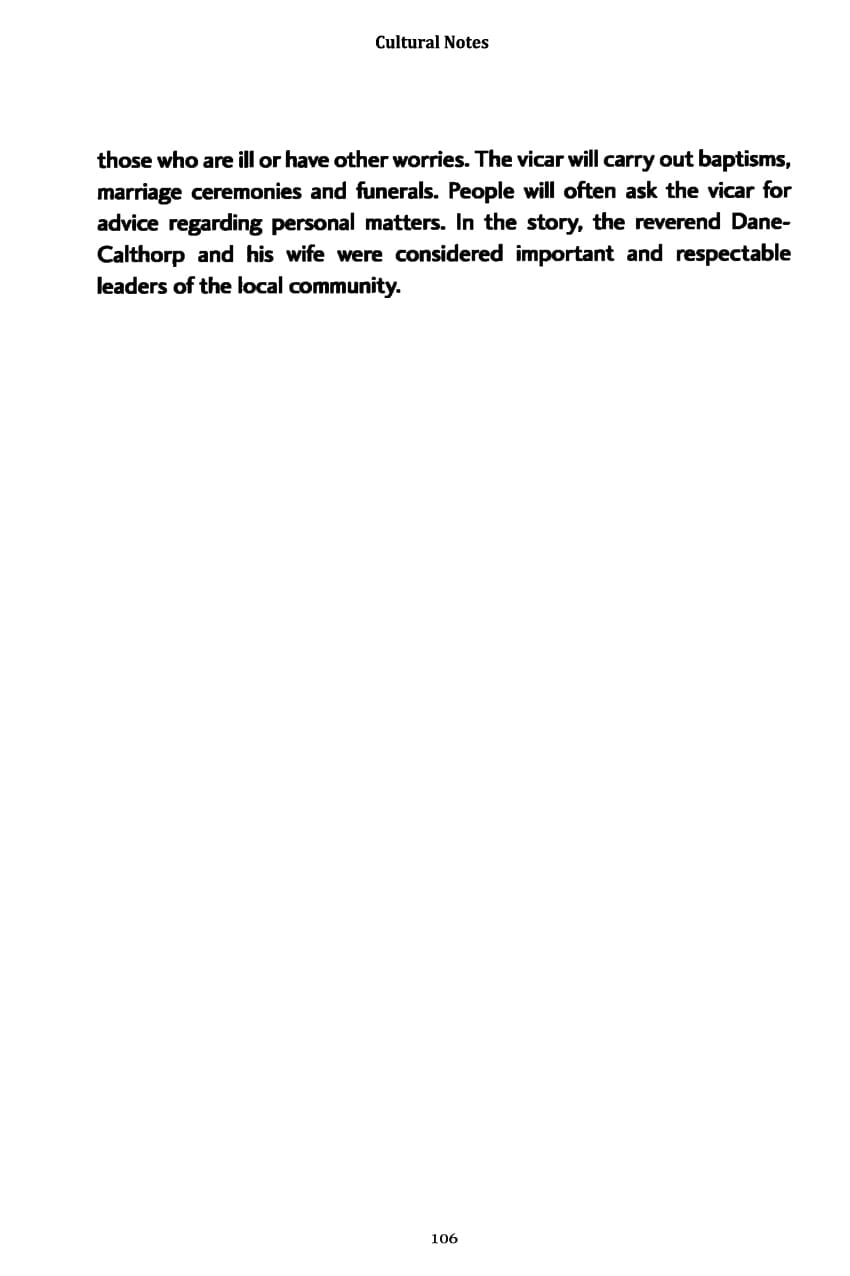 Cultural Notes
those who are ill or have other worries. The vicar will carry out baptisms,
marriage ceremonies and funerals. People will often ask the vicar for
advice regarding personal matters. In the story, the reverend Dane-
Calthorp and his wife were considered important and respectable
leaders of the local community.
106